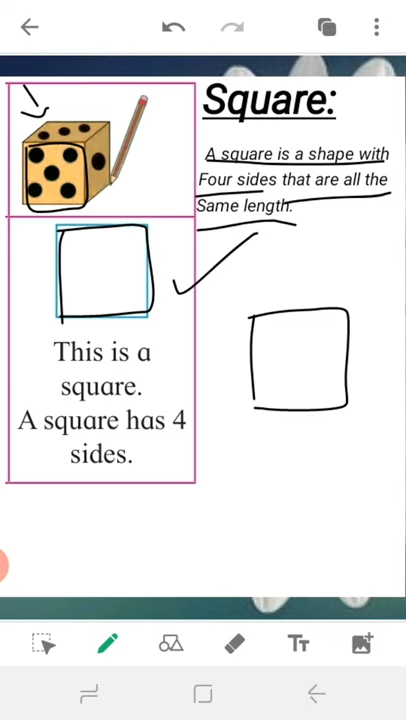 Square:
A square is a shape with
Four sides that are all the
Same length.
This is a
square.
A square has 4
sides.